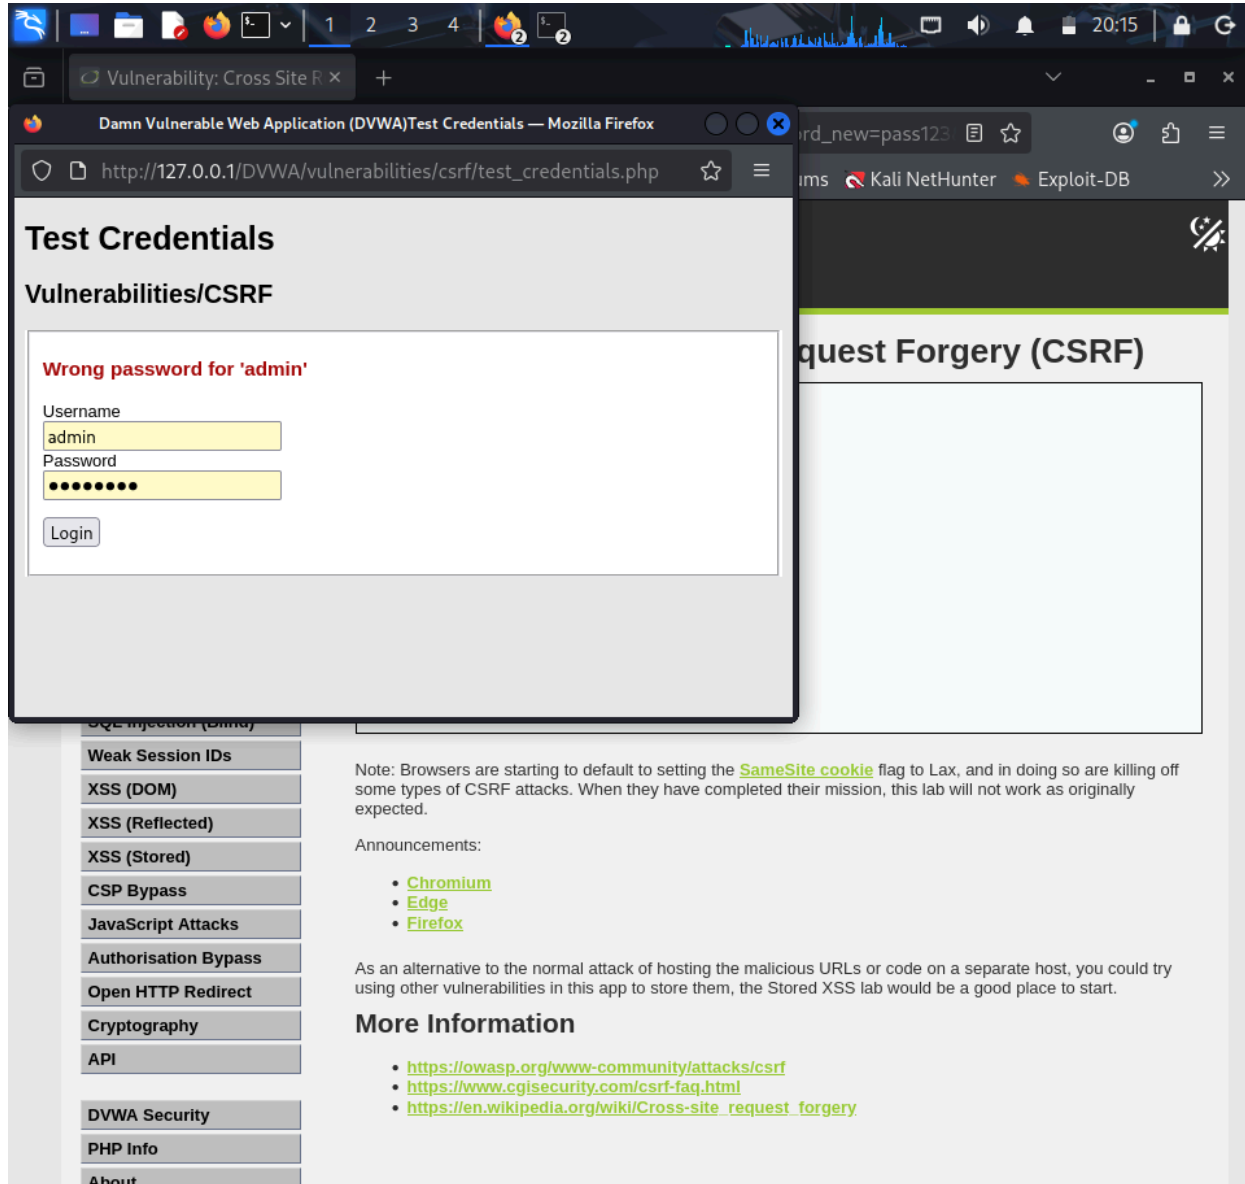 1 2 3 4 2 2 20:15
Vulnerability: Cross Site R
Damn Vulnerable Web Application (DVWA)Test Credentials — Mozilla Firefox
http://127.0.0.1/DVWA/vulnerabilities/csrf/test_credentials.php
rd_new=pass123
ums Kali NetHunter Exploit-DB
Test Credentials
Vulnerabilities/CSRF
Wrong password for 'admin'
Username
admin
Password
Login
quest Forgery (CSRF)
SQL Injection (Blind)
Weak Session IDs
XSS (DOM)
XSS (Reflected)
XSS (Stored)
CSP Bypass
JavaScript Attacks
Authorisation Bypass
Open HTTP Redirect
Cryptography
API
DVWA Security
PHP Info
About
Note: Browsers are starting to default to setting the SameSite cookie flag to Lax, and in doing so are killing off
some types of CSRF attacks. When they have completed their mission, this lab will not work as originally
expected.
Announcements:
Chromium
Edge
Firefox
As an alternative to the normal attack of hosting the malicious URLs or code on a separate host, you could try
using other vulnerabilities in this app to store them, the Stored XSS lab would be a good place to start.
More Information
https://owasp.org/www-community/attacks/csrf
https://www.cgisecurity.com/csrf-faq.html
https://en.wikipedia.org/wiki/Cross-site_request_forgery